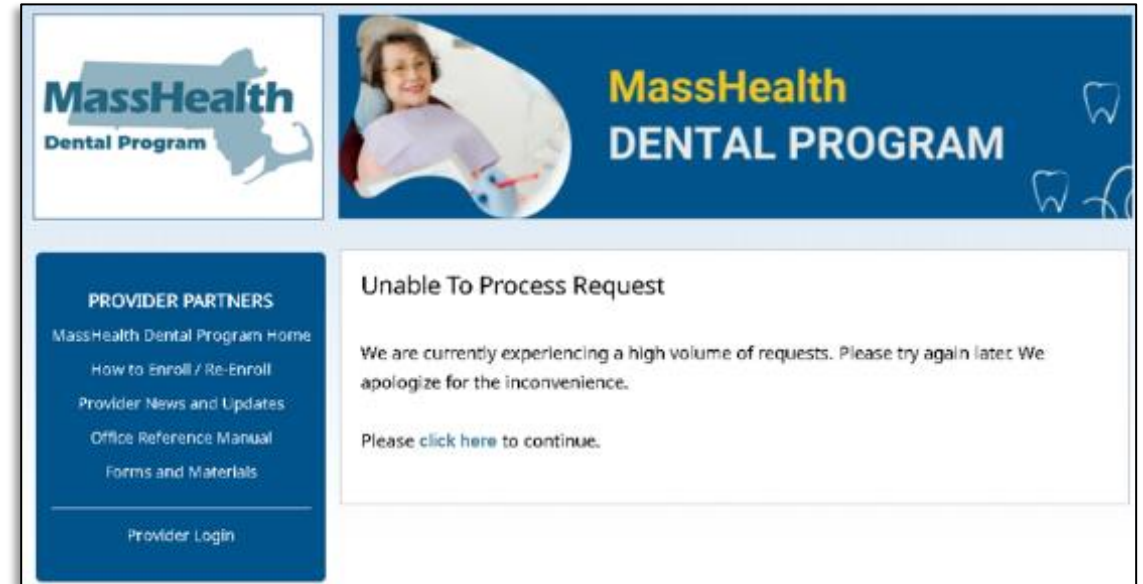 MassHealth
Dental Program
MassHealth
DENTAL PROGRAM
PROVIDER PARTNERS
MassHealth Dental Program Home
How to Enroll / Re-Enroll
Provider News and Updates
Office Reference Manual
Forms and Materials
Provider Login
Unable To Process Request
We are currently experiencing a high volume of requests. Please try again later. We
apologize for the inconvenience.
Please click here to continue.